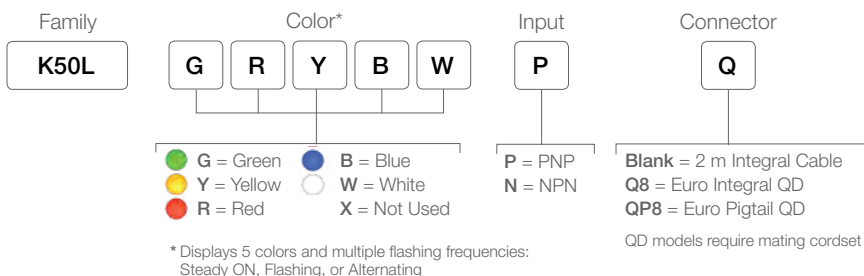 Family Color* Input Connector
K50L G R Y B W P Q
G = Green B = Blue P = PNP Blank = 2 m Integral Cable
Y = Yellow W = White N = NPN Q8 = Euro Integral QD
R = Red X = Not Used QP8 = Euro Pigtail QD
QD models require mating cordset
* Displays 5 colors and multiple flashing frequencies:
Steady ON, Flashing, or Alternating